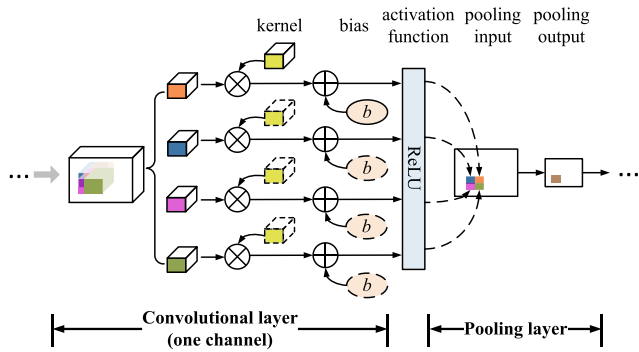 kernel
bias
activation function
pooling input
pooling output
b
b
b
b
ReLU
...
...
Convolutional layer
(one channel)
Pooling layer